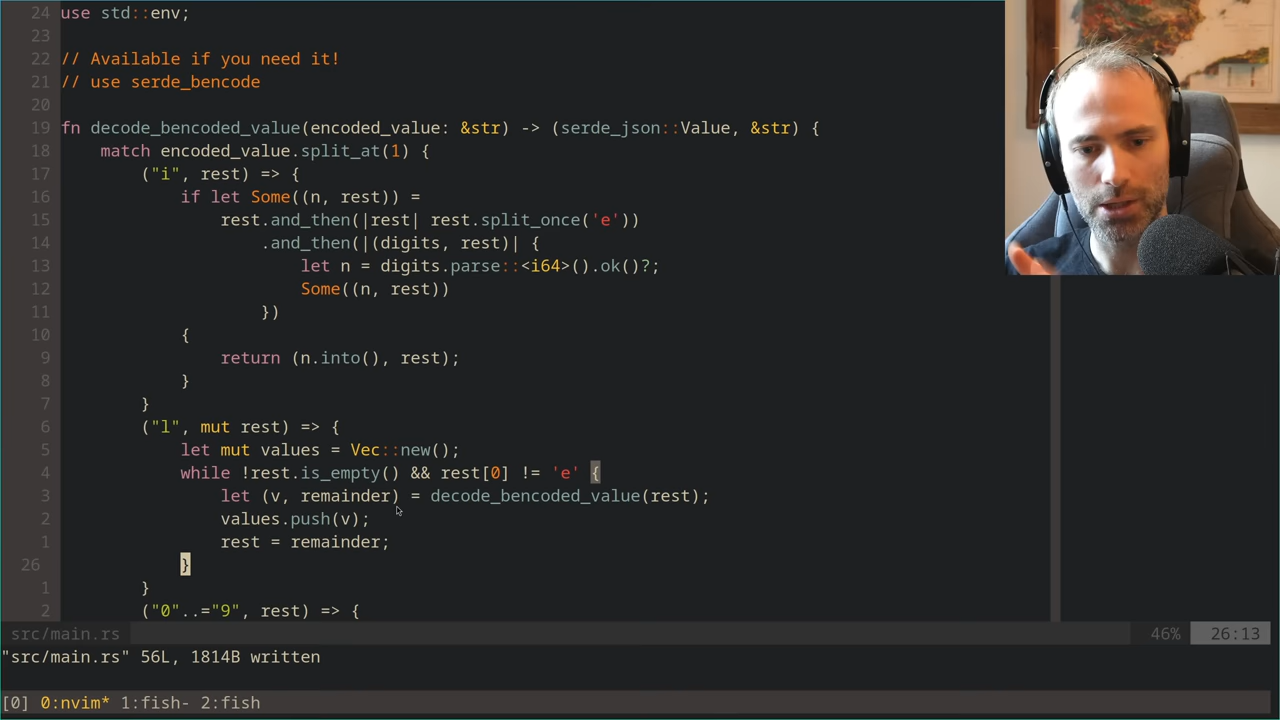 24 use std::env;
23
22 // Available if you need it!
21 // use serde_bencode
20
19 fn decode_bencoded_value(encoded_value: &str) -> (serde_json::Value, &str) {
18     match encoded_value.split_at(1) {
17         ("i", rest) => {
16             if let Some((n, rest)) =
15                 rest.and_then(|rest| rest.split_once('e'))
14                     .and_then(|(digits, rest)| {
13                         let n = digits.parse::<i64>().ok()?;
12                         Some((n, rest))
11                     })
10             {
9                 return (n.into(), rest);
8             }
7         }
6         ("l", mut rest) => {
5             let mut values = Vec::new();
4             while !rest.is_empty() && rest[0] != 'e' {
3                 let (v, remainder) = decode_bencoded_value(rest);
2                 values.push(v);
1                 rest = remainder;
26             }
1         }
2         ("0"..="9", rest) => {
src/main.rs 46% 26:13
"src/main.rs" 56L, 1814B written
[0] 0:nvim* 1:fish- 2:fish